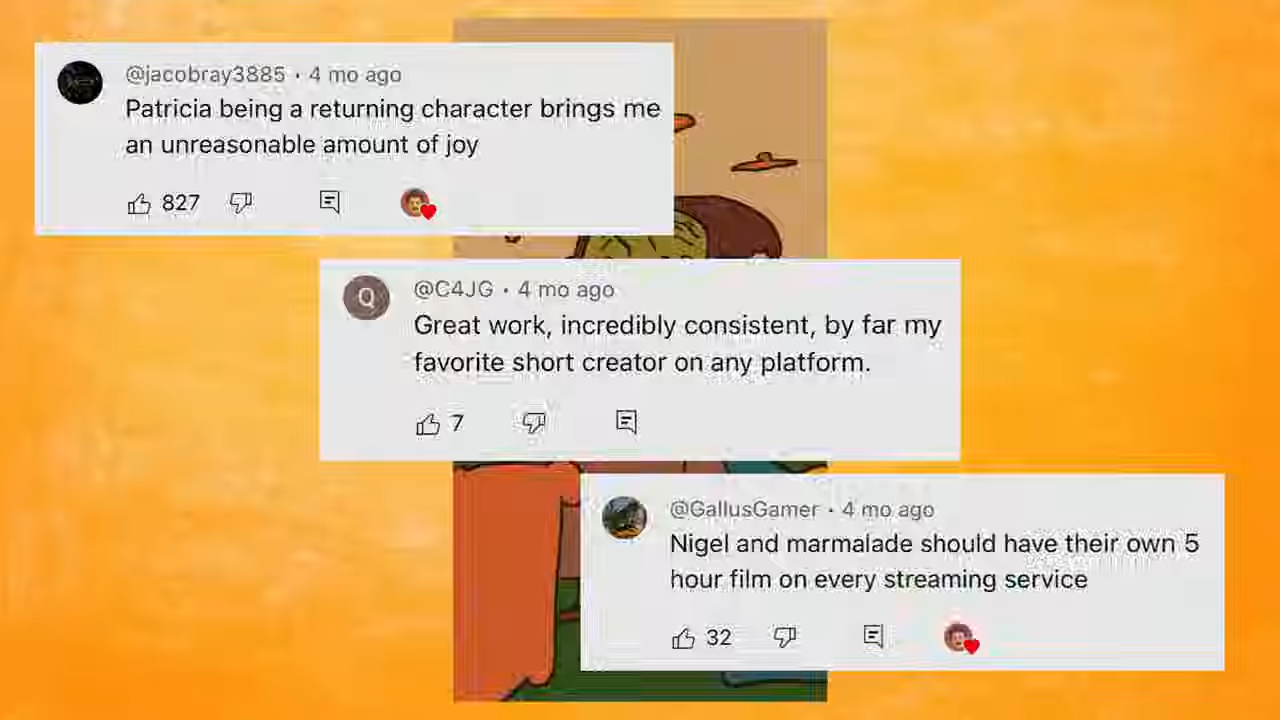 @jacobray3885 · 4 mo ago
Patricia being a returning character brings me
an unreasonable amount of joy
827
Q
@C4JG · 4 mo ago
Great work, incredibly consistent, by far my
favorite short creator on any platform.
7
@GallusGamer · 4 mo ago
Nigel and marmalade should have their own 5
hour film on every streaming service
32